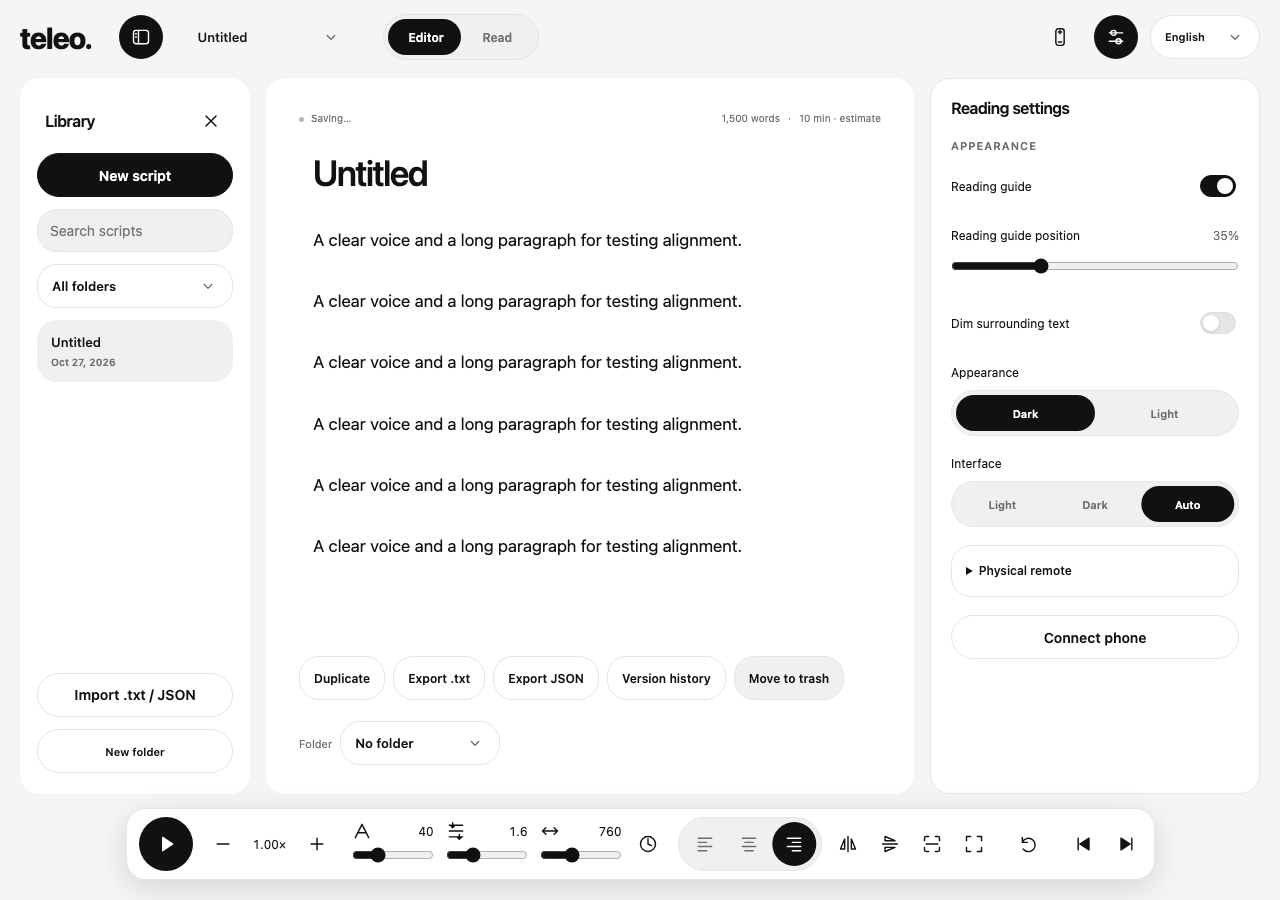 teleo.
Untitled
Editor
Read
English
Library
New script
Search scripts
All folders
Untitled
Oct 27, 2026
Import .txt / JSON
New folder
Saving...
1,500 words · 10 min · estimate
Untitled
A clear voice and a long paragraph for testing alignment.
A clear voice and a long paragraph for testing alignment.
A clear voice and a long paragraph for testing alignment.
A clear voice and a long paragraph for testing alignment.
A clear voice and a long paragraph for testing alignment.
A clear voice and a long paragraph for testing alignment.
Duplicate
Export .txt
Export JSON
Version history
Move to trash
Folder
No folder
Reading settings
APPEARANCE
Reading guide
Reading guide position
35%
Dim surrounding text
Appearance
Dark
Light
Interface
Light
Dark
Auto
Physical remote
Connect phone
1.00×
40
1.6
760